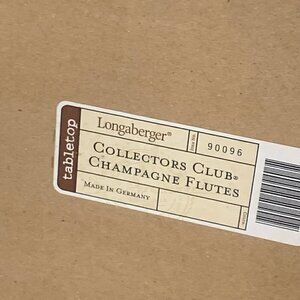 tabletop
Longaberger®
90096
COLLECTORS CLUB®
CHAMPAGNE FLUTES
MADE IN GERMANY